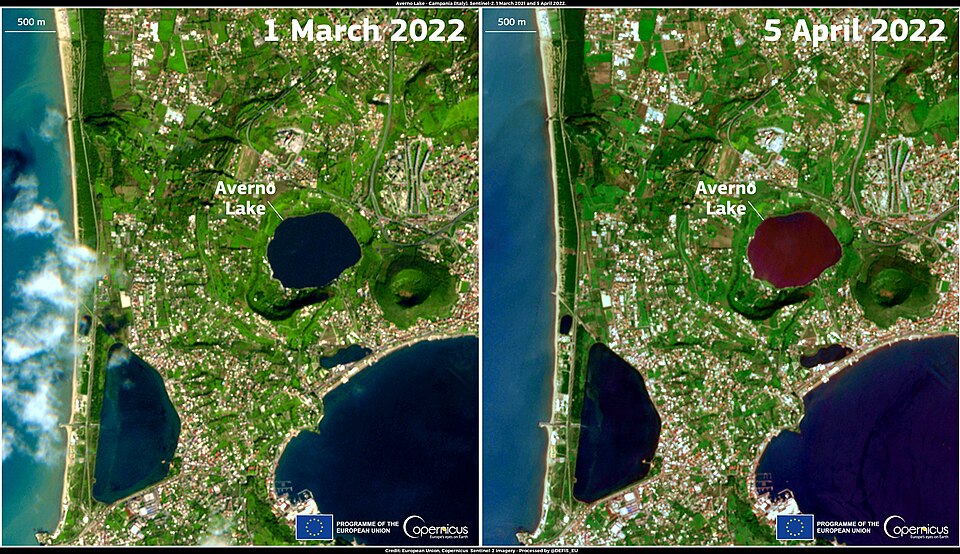 Averno Lake - Campania (Italy). Sentinel-2. 1 March 2021 and 5 April 2022.
500 m
1 March 2022
Averno
Lake
PROGRAMME OF THE
EUROPEAN UNION
Copernicus
Europe's eyes on Earth
500 m
5 April 2022
Averno
Lake
PROGRAMME OF THE
EUROPEAN UNION
Copernicus
Europe's eyes on Earth
Credit: European Union, Copernicus Sentinel-2 imagery - Processed by @DEFIS_EU